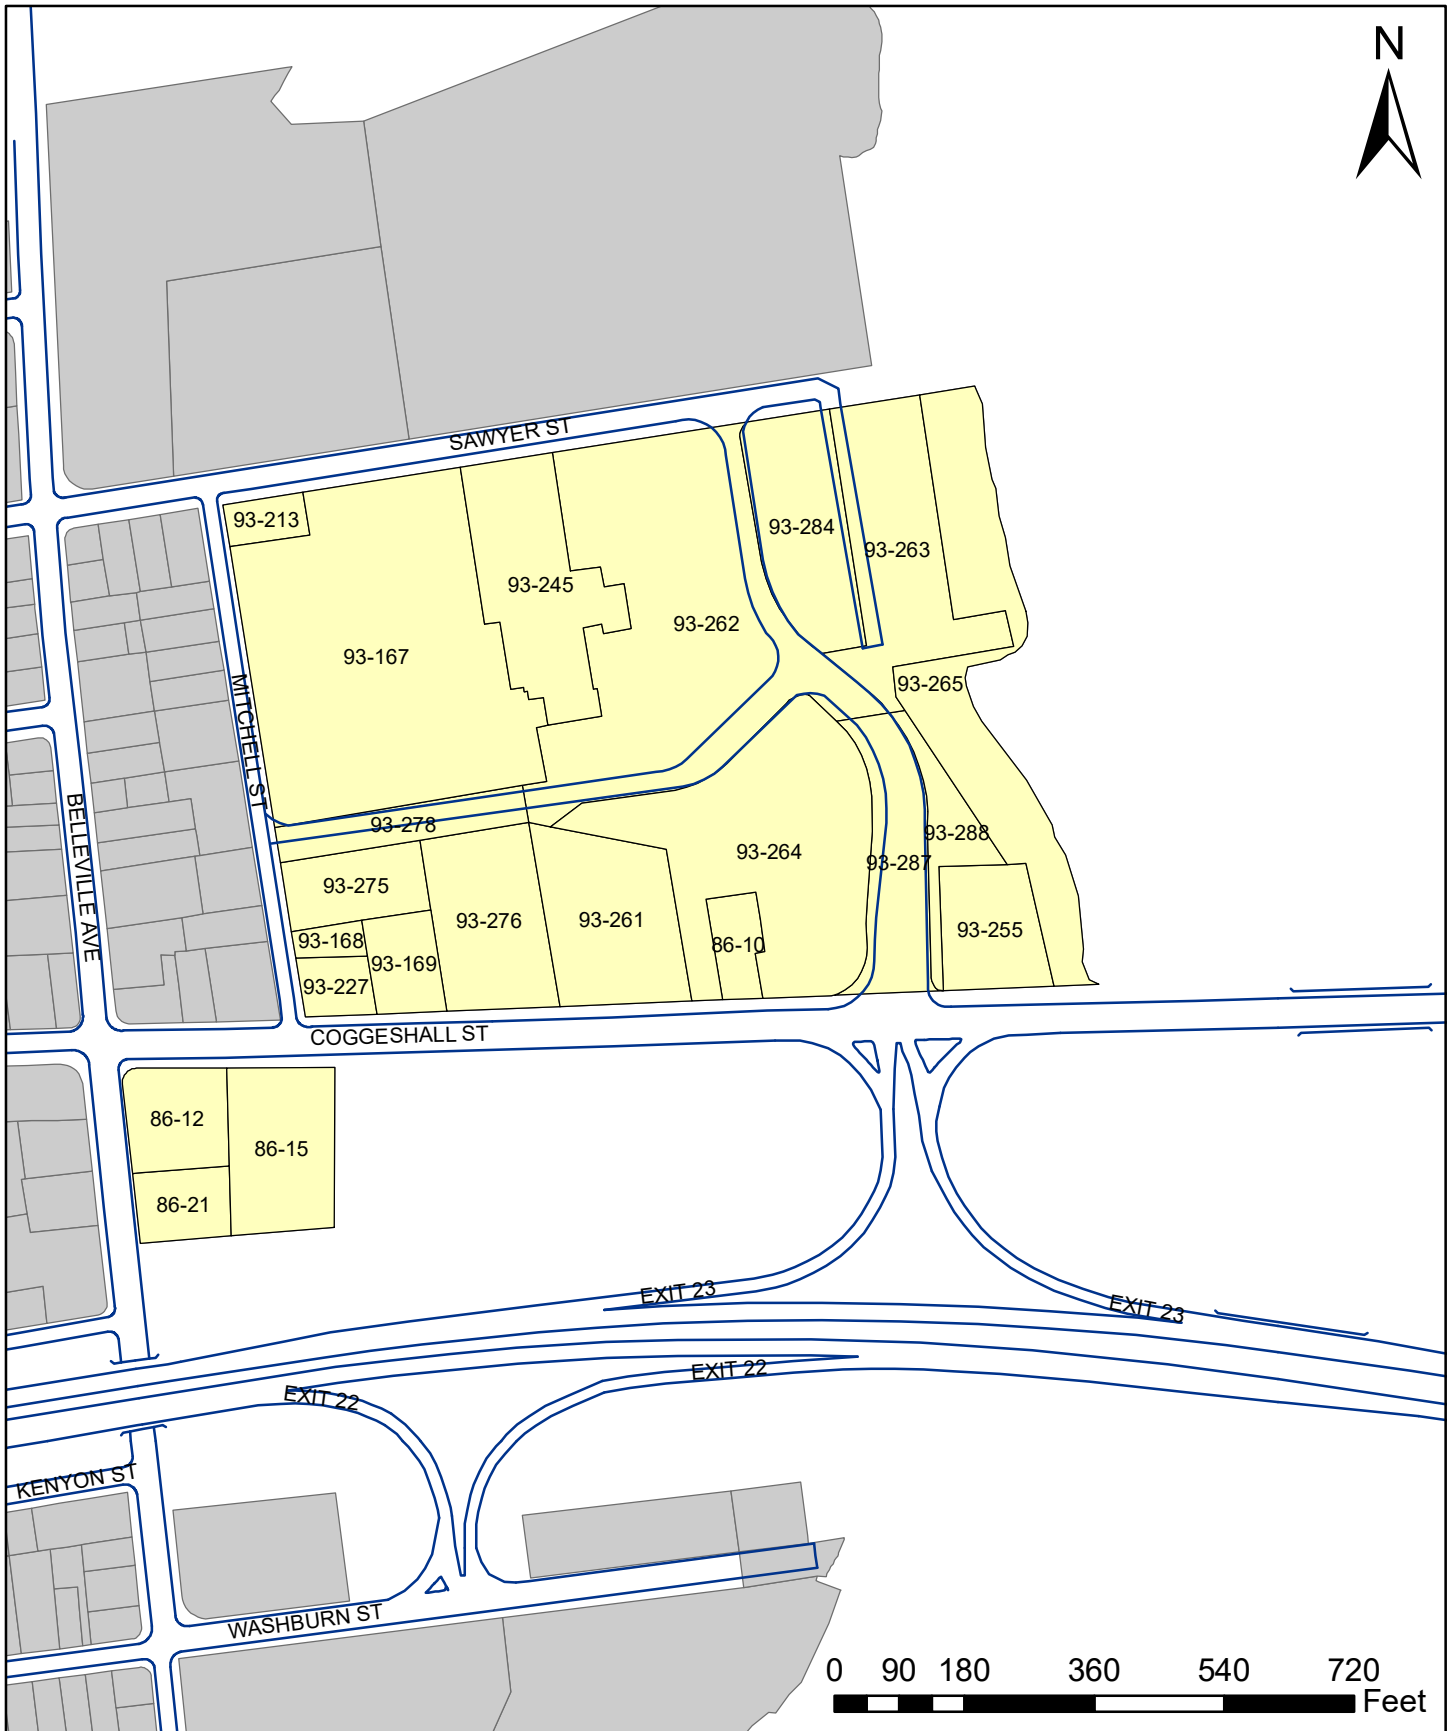 N
SAWYER ST
93-213
93-284
93-263
93-245
93-262
93-167
93-265
MITCHELL ST
BELLEVILLE AVE
93-278
93-288
93-264
93-287
93-275
93-276
93-261
93-255
93-168
86-10
93-169
93-227
COGGESHALL ST
86-12
86-15
86-21
EXIT 23
EXIT 23
EXIT 22
EXIT 22
KENYON ST
WASHBURN ST
0 90 180 360 540 720
Feet